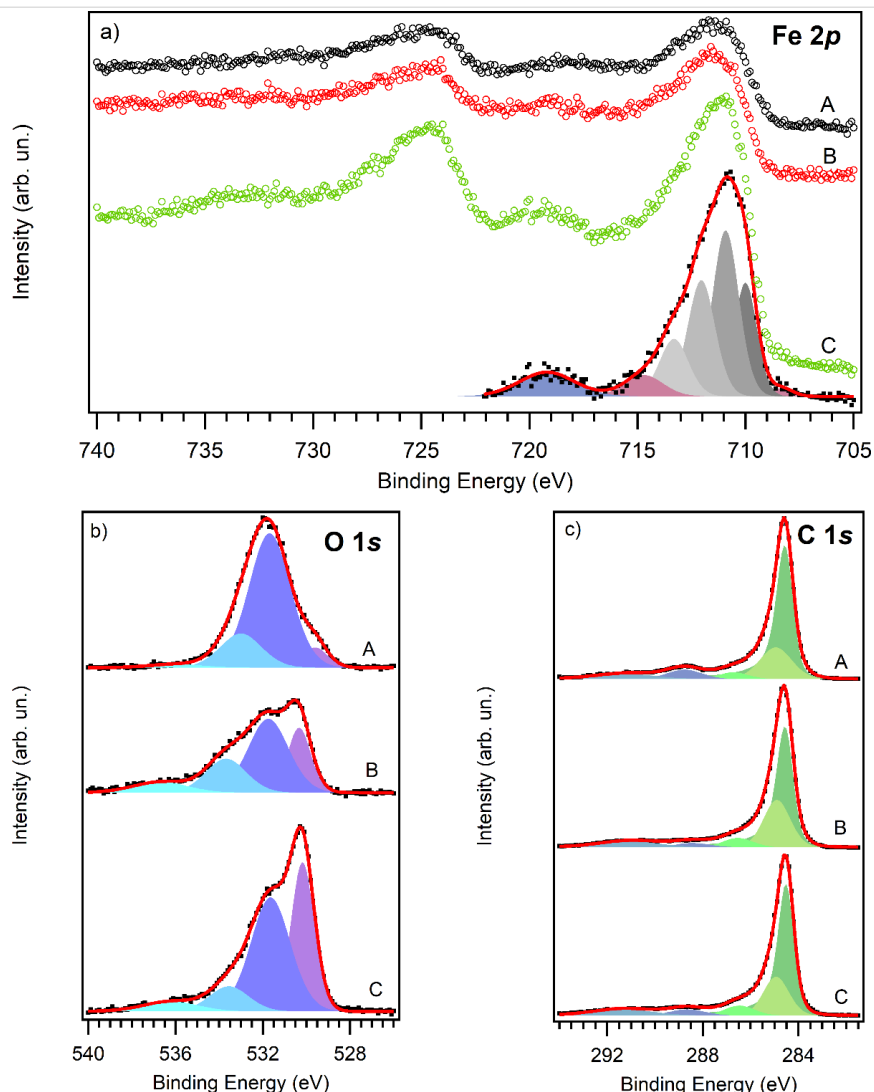 a)
Fe 2p
A
B
C
Intensity (arb. un.)
740 735 730 725 720 715 710 705
Binding Energy (eV)
b)
O 1s
A
B
C
Intensity (arb. un.)
540 536 532 528
Binding Energy (eV)
c)
C 1s
A
B
C
Intensity (arb. un.)
292 288 284
Binding Energy (eV)